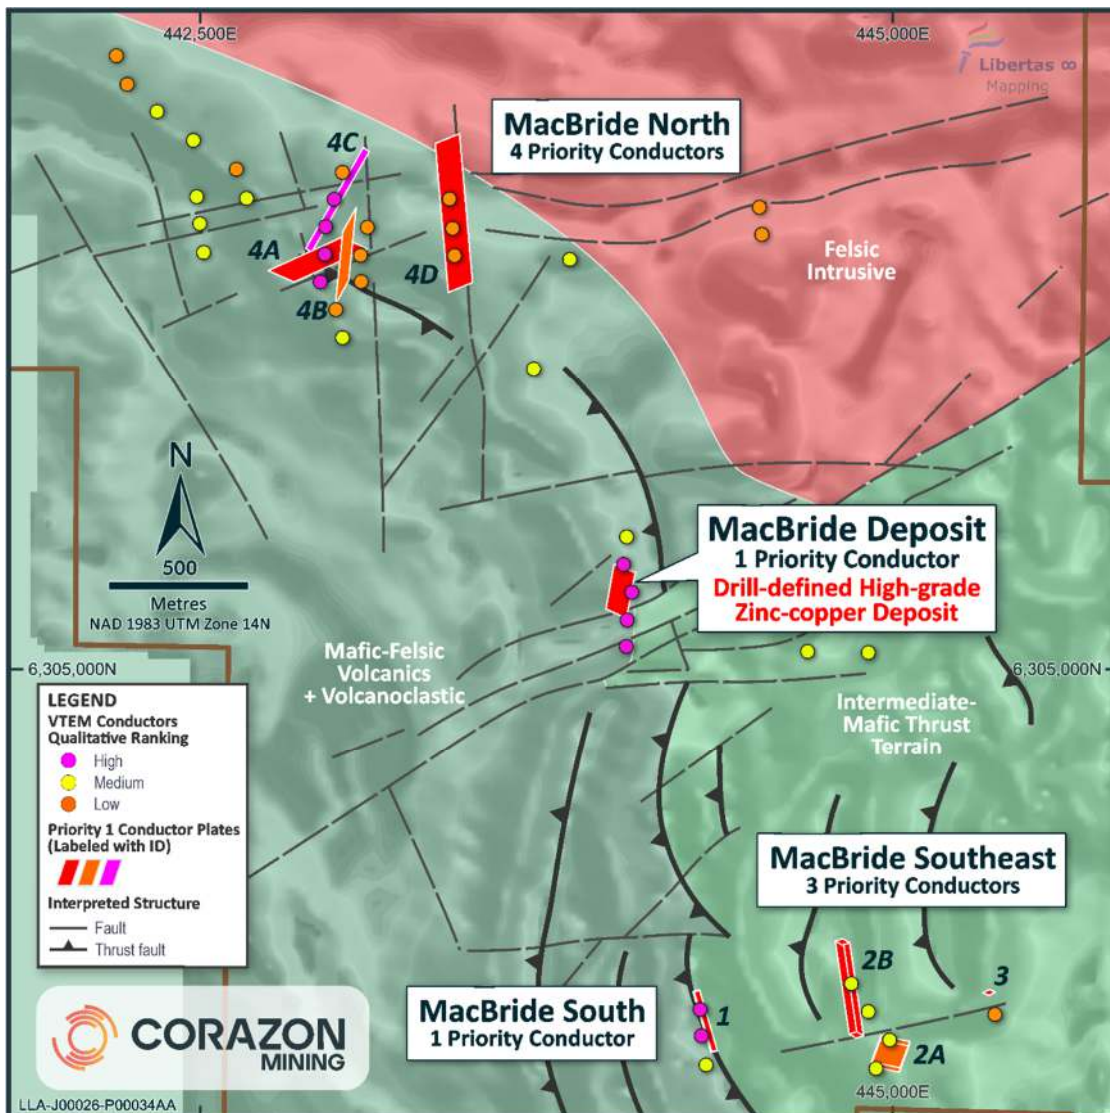 442,500E
445,000E
Libertas ∞
Mapping
MacBride North
4 Priority Conductors
4C
4A
4D
4B
Felsic
Intrusive
N
500
Metres
NAD 1983 UTM Zone 14N
MacBride Deposit
1 Priority Conductor
Drill-defined High-grade
Zinc-copper Deposit
Mafic-Felsic
Volcanics
+ Volcanoclastic
6,305,000N
6,305,000N
Intermediate-
Mafic Thrust
Terrain
LEGEND
VTEM Conductors
Qualitative Ranking
High
Medium
Low
Priority 1 Conductor Plates
(Labeled with ID)
Interpreted Structure
Fault
Thrust fault
MacBride Southeast
3 Priority Conductors
2B
3
MacBride South
1 Priority Conductor
1
2A
CORAZON
MINING
445,000E
LLA-J00026-P00034AA